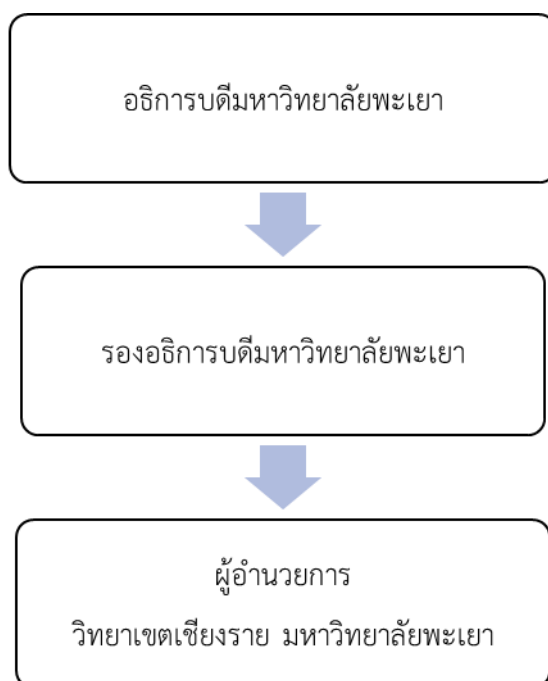 อธิการบดีมหาวิทยาลัยพะเยา
รองอธิการบดีมหาวิทยาลัยพะเยา
ผู้อำนวยการ
วิทยาเขตเชียงราย มหาวิทยาลัยพะเยา